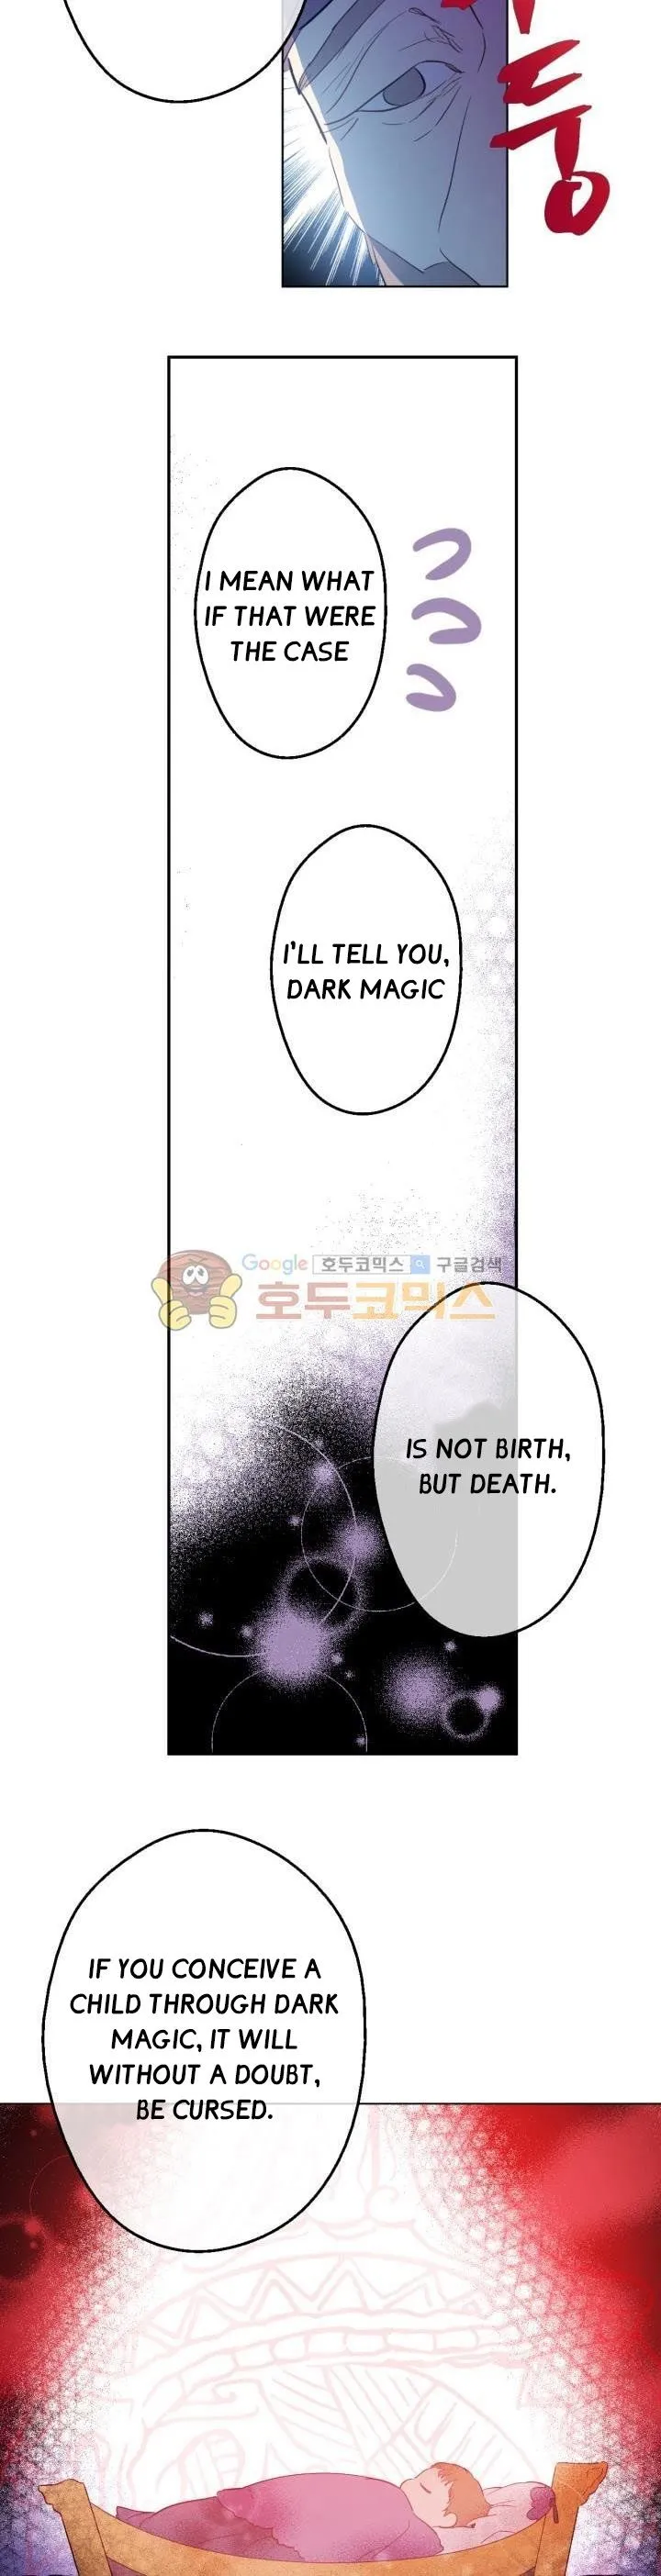 둥
I MEAN WHAT
IF THAT WERE
THE CASE
I'LL TELL YOU,
DARK MAGIC
Google 호두코믹스 구글검색
호두코믹스
IS NOT BIRTH,
BUT DEATH.
IF YOU CONCEIVE A
CHILD THROUGH DARK
MAGIC, IT WILL
WITHOUT A DOUBT,
BE CURSED.